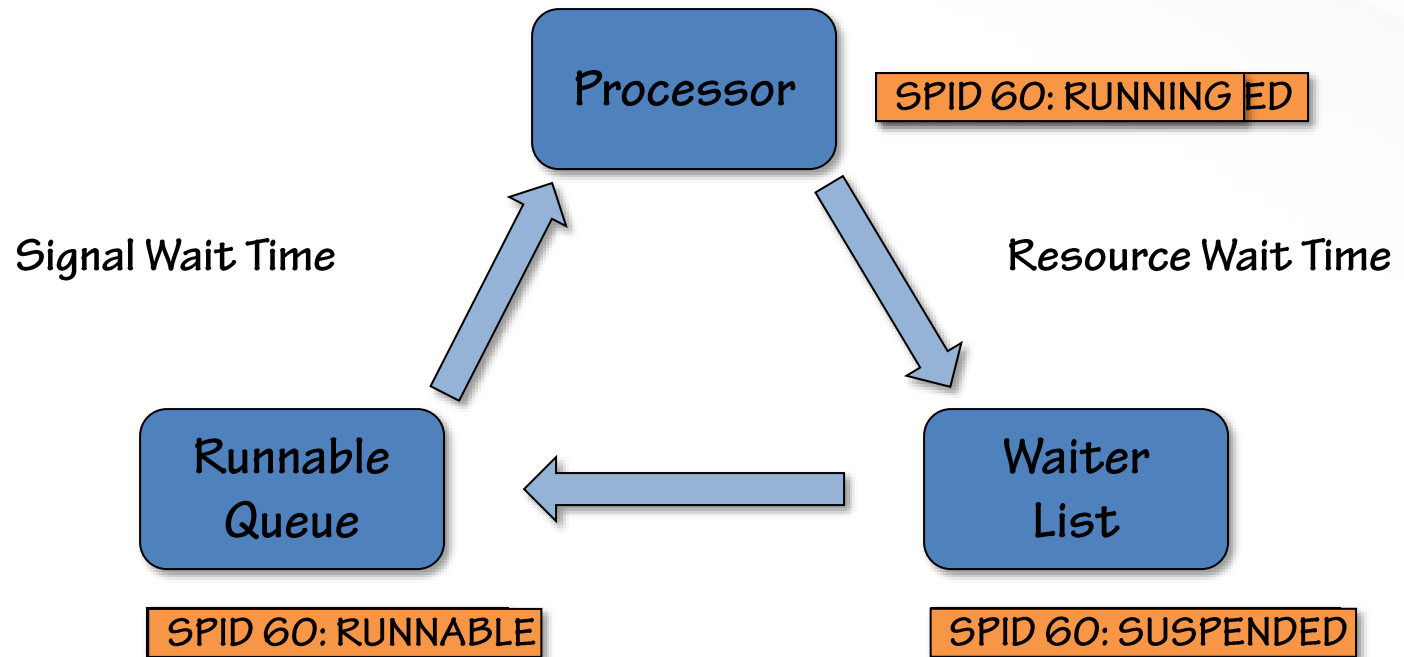 Processor
SPID 60: RUNNING ED
Signal Wait Time
Resource Wait Time
Runnable
Queue
Waiter
List
SPID 60: RUNNABLE
SPID 60: SUSPENDED